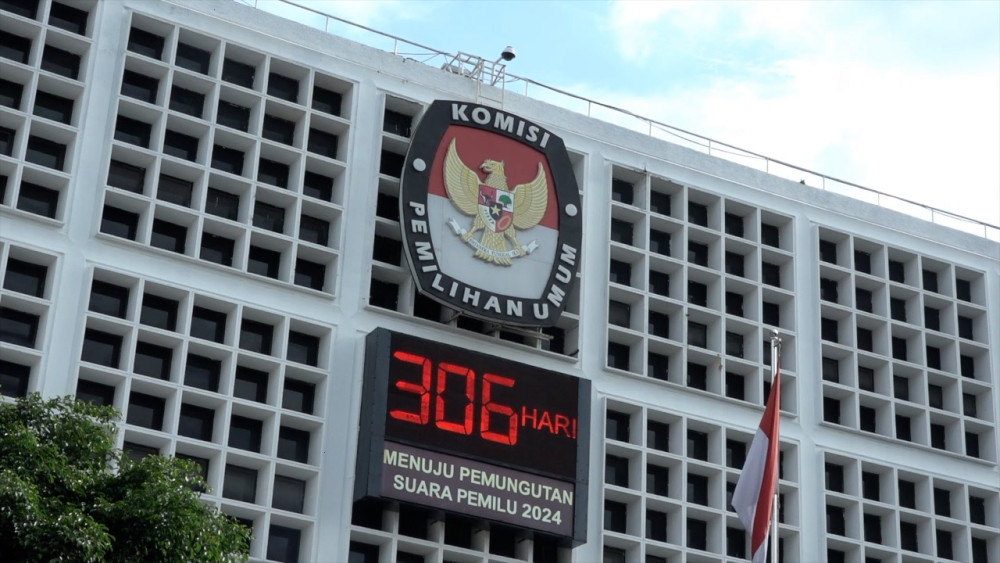 KOMISI
PEMILIHAN UMUM
306 HARI!
MENUJU PEMUNGUTAN
SUARA PEMILU 2024